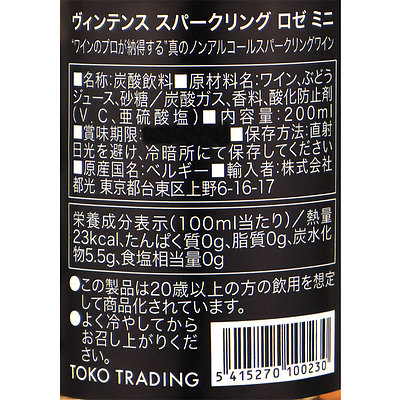 ヴィンテンス スパークリング ロゼ ミニ
"ワインのプロが納得する"真のノンアルコールスパークリングワイン
■名称:炭酸飲料■原材料名:ワイン、ぶどう
ジュース、砂糖／炭酸ガス、香料、酸化防止剤
(ＶＣ、亜硫酸塩)■内容量:200ml
■賞味期限: ■保存方法:直射
日光を避け、冷暗所にて保存してください
■原産国名:ベルギー■輸入者:株式会社
都光 東京都台東区上野6-16-17
栄養成分表示(100ml当たり)／熱量
23kcal、たんぱく質0g、脂質0g、炭水化
物5.5g、食塩相当量0g
●この製品は20歳以上の方の飲用を想定
して商品化されています。
●よく冷やしてから
お召し上がりくだ
さい。
TOKO TRADING
5 415270 100230